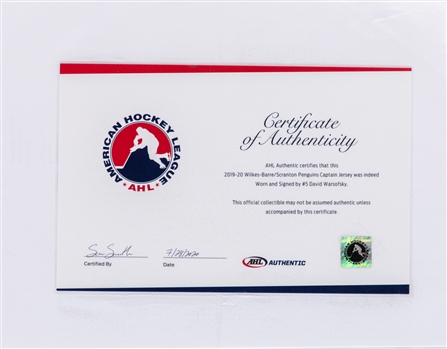 AMERICAN HOCKEY LEAGUE
AHL
Certificate
of Authenticity
AHL Authentic certifies that this
2019-20 Wilkes-Barre/Scranton Penguins Captain Jersey was indeed
Worn and Signed by #5 David Warsofsky.
This official collectible may not be assumed authentic unless
accompanied by this certificate.
7/29/2020
Certified By
Date
AHL AUTHENTIC